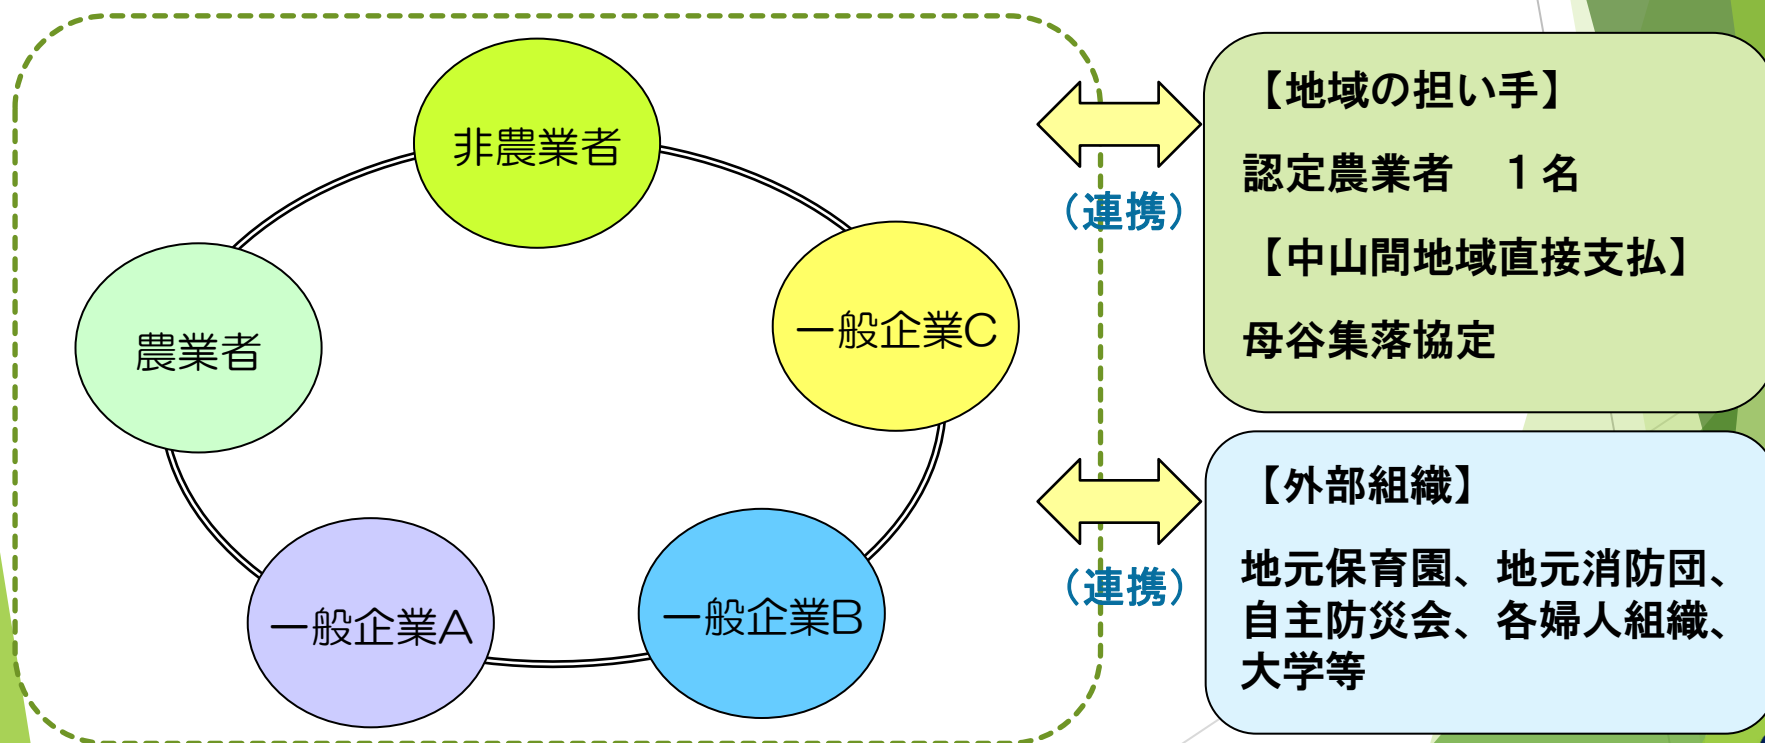 非農業者
農業者
一般企業C
一般企業A
一般企業B
（連携）
【地域の担い手】
認定農業者　１名
【中山間地域直接支払】
母谷集落協定
（連携）
【外部組織】
地元保育園、地元消防団、
自主防災会、各婦人組織、
大学等